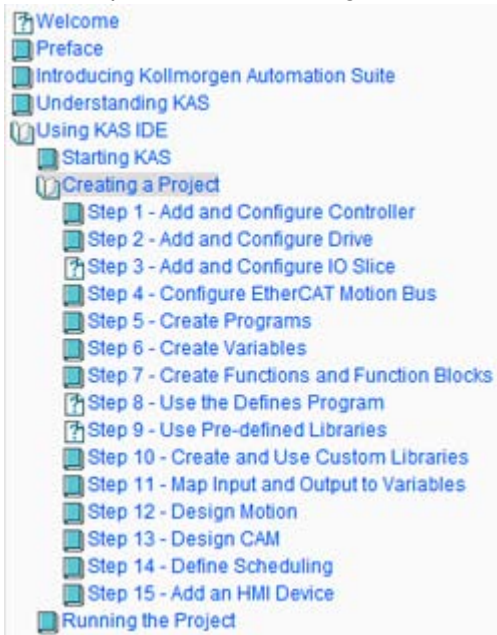 Welcome
Preface
Introducing Kollmorgen Automation Suite
Understanding KAS
Using KAS IDE
Starting KAS
Creating a Project
Step 1 - Add and Configure Controller
Step 2 - Add and Configure Drive
Step 3 - Add and Configure IO Slice
Step 4 - Configure EtherCAT Motion Bus
Step 5 - Create Programs
Step 6 - Create Variables
Step 7 - Create Functions and Function Blocks
Step 8 - Use the Defines Program
Step 9 - Use Pre-defined Libraries
Step 10 - Create and Use Custom Libraries
Step 11 - Map Input and Output to Variables
Step 12 - Design Motion
Step 13 - Design CAM
Step 14 - Define Scheduling
Step 15 - Add an HMI Device
Running the Project